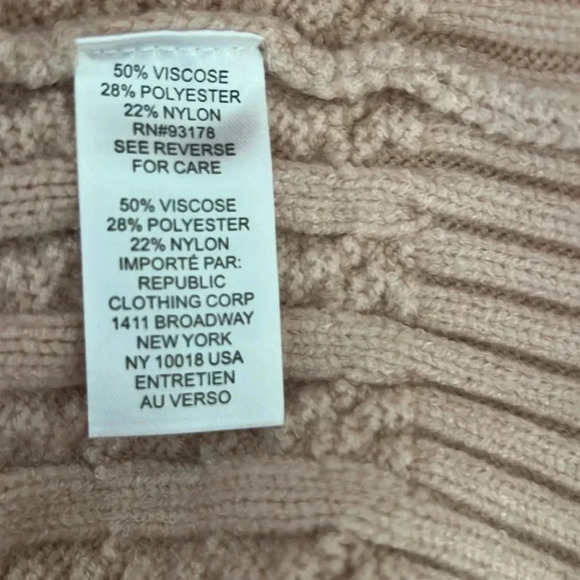 50% VISCOSE
28% POLYESTER
22% NYLON
RN#93178
SEE REVERSE
FOR CARE
50% VISCOSE
28% POLYESTER
22% NYLON
IMPORTÉ PAR:
REPUBLIC
CLOTHING CORP
1411 BROADWAY
NEW YORK
NY 10018 USA
ENTRETIEN
AU VERSO